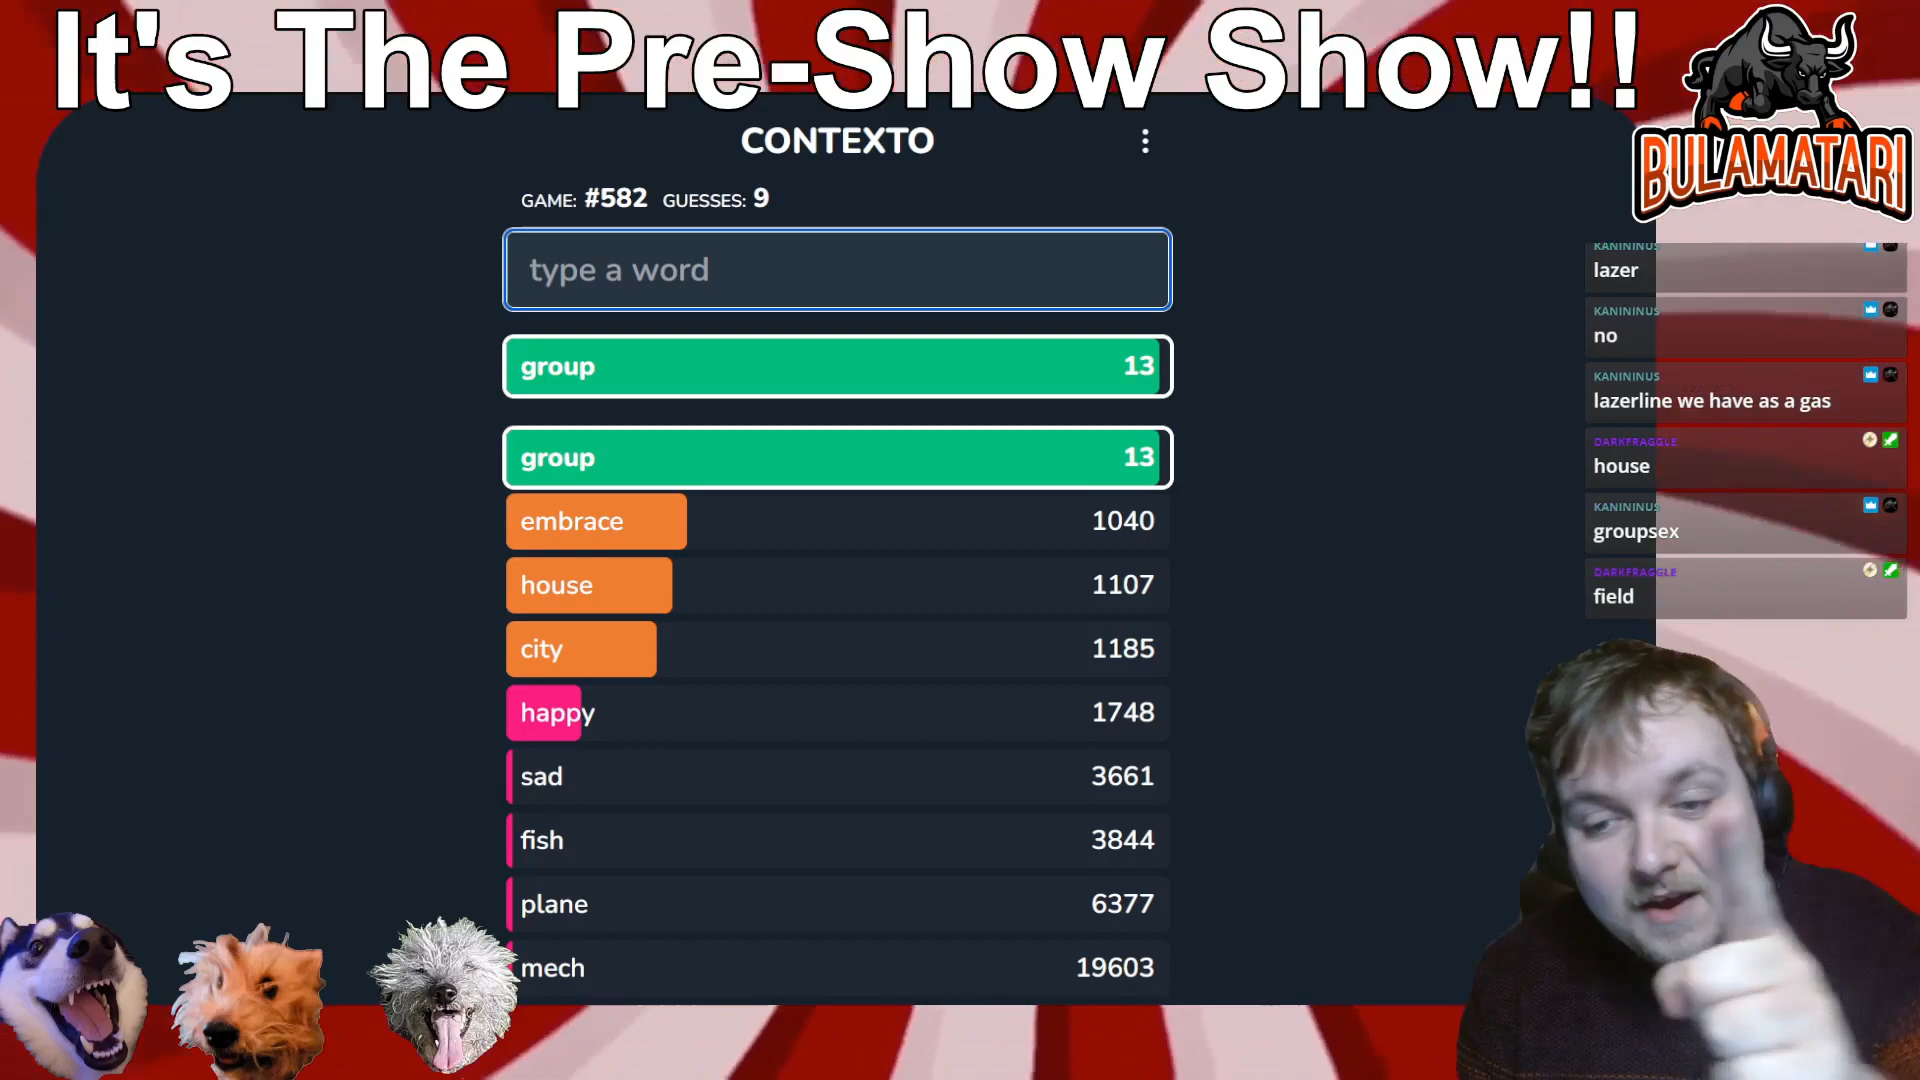 It's The Pre-Show Show!!
BULAMATARI
CONTEXTO
GAME: #582 GUESSES: 9
type a word
group 13
group 13
embrace 1040
house 1107
city 1185
happy 1748
sad 3661
fish 3844
plane 6377
mech 19603
KANININUS
lazer
KANININUS
no
KANININUS
lazerline we have as a gas
DARKFRAGGLE
house
KANININUS
groupsex
DARKFRAGGLE
field